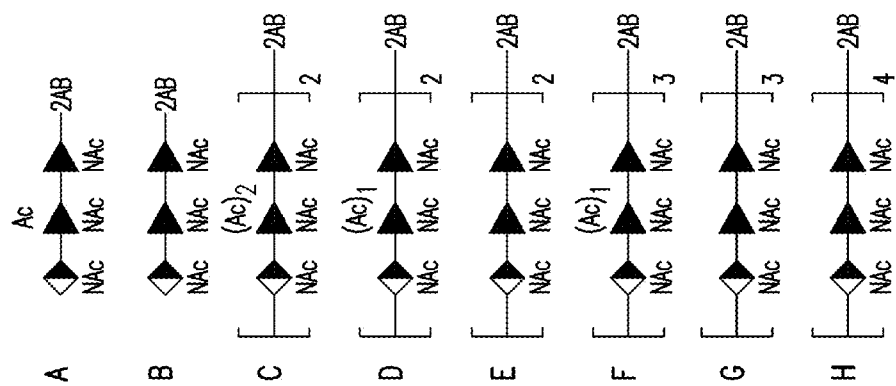 Ac
A 2AB
NAc NAc NAc
B 2AB
NAc NAc NAc
(Ac)2
C 2AB
NAc NAc NAc 2
(Ac)1
D 2AB
NAc NAc NAc 2
E 2AB
NAc NAc NAc 2
(Ac)1
F 2AB
NAc NAc NAc 3
G 2AB
NAc NAc NAc 3
H 2AB
NAc NAc NAc 4